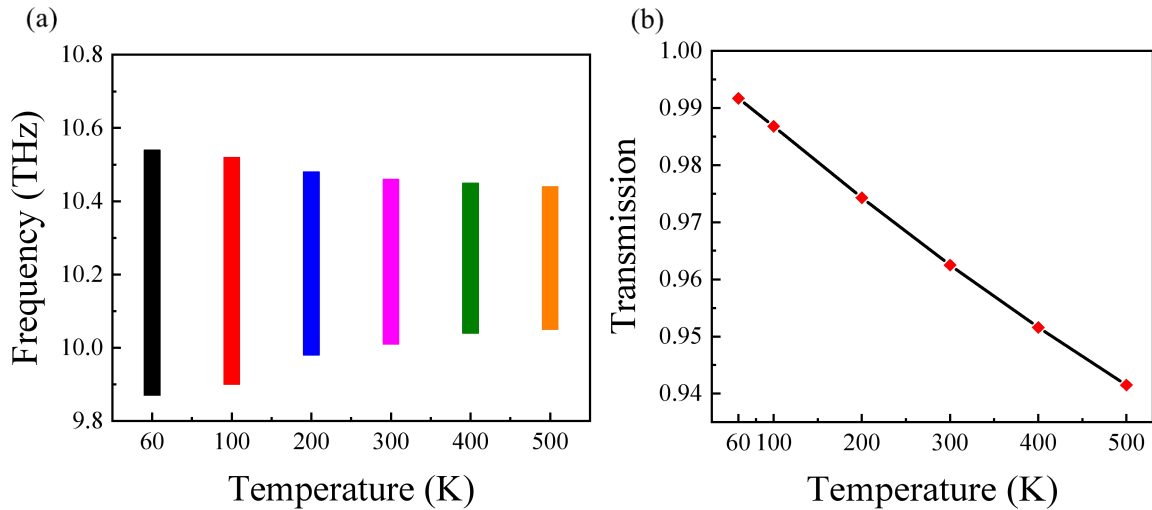 (a)
10.8
10.6
10.4
10.2
10.0
9.8
Frequency (THz)
60 100 200 300 400 500
Temperature (K)
(b)
1.00
0.99
0.98
0.97
0.96
0.95
0.94
Transmission
60 100 200 300 400 500
Temperature (K)